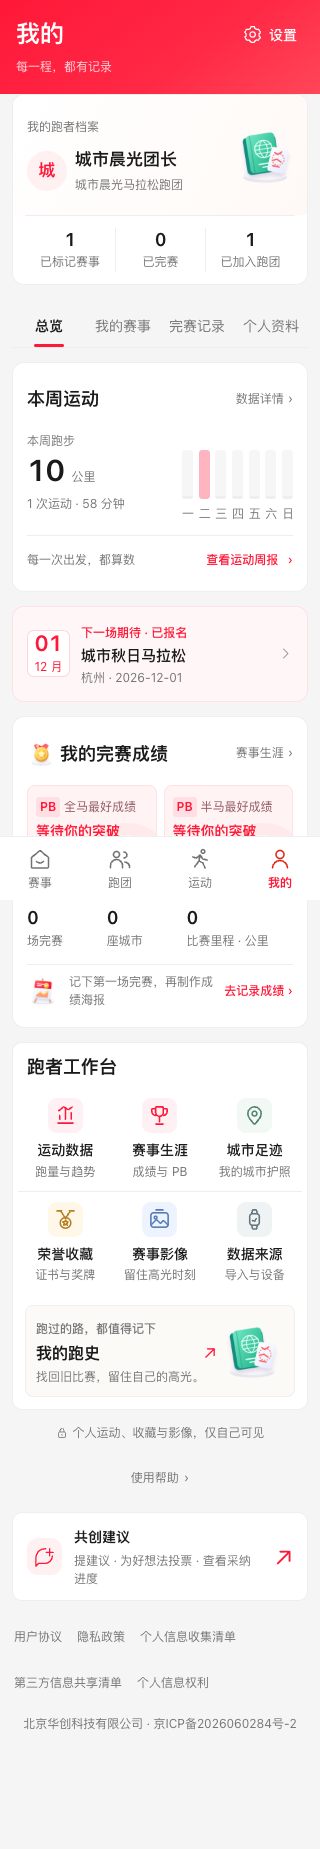 我的
设置
每一程，都有记录
我的跑者档案
城
城市晨光团长
城市晨光马拉松跑团
1
0
1
已标记赛事
已完赛
已加入跑团
总览
我的赛事
完赛记录
个人资料
本周运动
数据详情 ›
本周跑步
10 公里
1 次运动 · 58 分钟
一 二 三 四 五 六 日
每一次出发，都算数
查看运动周报 ›
01
12 月
下一场期待 · 已报名
城市秋日马拉松
杭州 · 2026-12-01
我的完赛成绩
赛事生涯 ›
PB 全马最好成绩
等待你的突破
PB 半马最好成绩
等待你的突破
赛事
跑团
运动
我的
0
0
0
场完赛
座城市
比赛里程 · 公里
记下第一场完赛，再制作成
绩海报
去记录成绩 ›
跑者工作台
运动数据
赛事生涯
城市足迹
跑量与趋势
成绩与 PB
我的城市护照
荣誉收藏
赛事影像
数据来源
证书与奖牌
留住高光时刻
导入与设备
跑过的路，都值得记下
我的跑史
找回旧比赛，留住自己的高光。
个人运动、收藏与影像，仅自己可见
使用帮助 ›
共创建议
提建议 · 为好想法投票 · 查看采纳
进度
用户协议
隐私政策
个人信息收集清单
第三方信息共享清单
个人信息权利
北京华创科技有限公司 · 京ICP备2026060284号-2